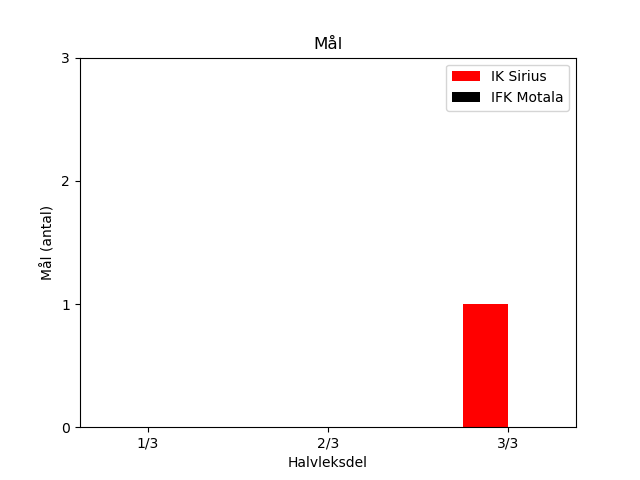 Mål
IK Sirius
IFK Motala
3
2
1
0
Mål (antal)
1/3 2/3 3/3
Halvleksdel